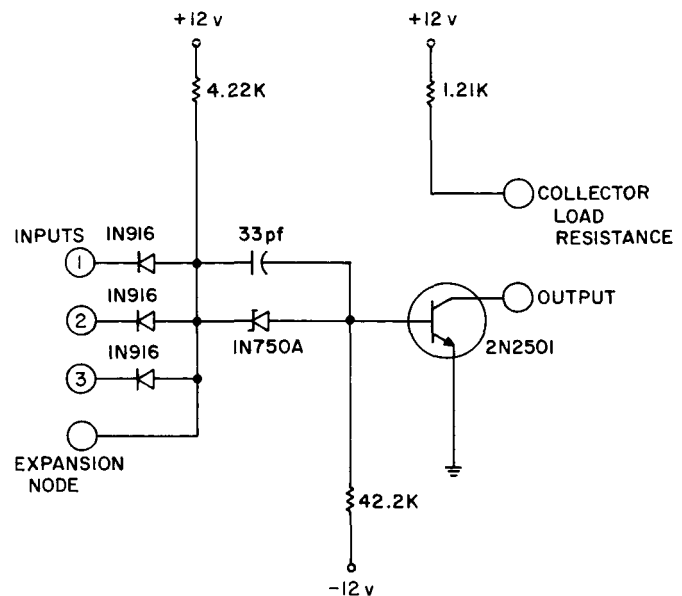 +12 v
+12 v
4.22K
1.21K
COLLECTOR
LOAD
RESISTANCE
INPUTS
1N916
33pf
1
1N916
OUTPUT
2
1N750A
2N2501
1N916
3
EXPANSION
NODE
42.2K
-12 v